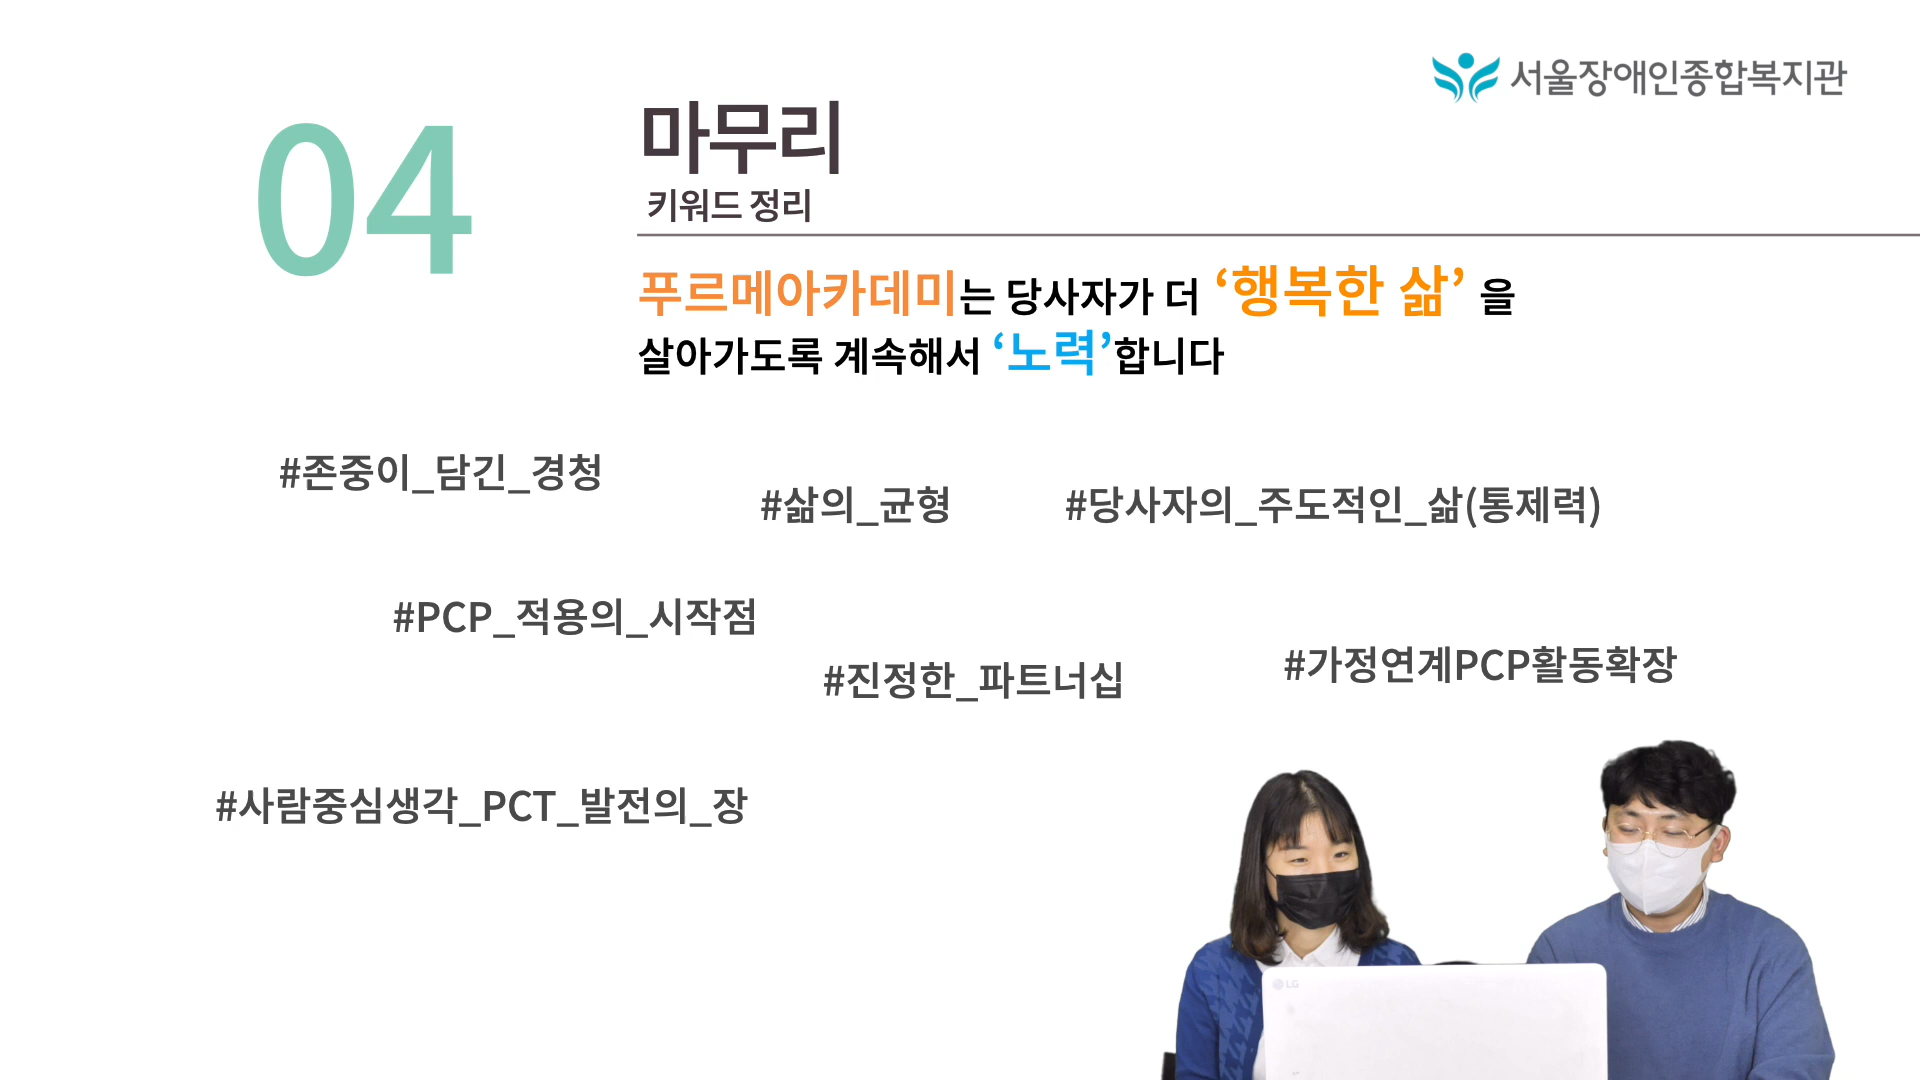 서울장애인종합복지관
04
마무리
키워드 정리
푸르메아카데미는 당사자가 더 ‘행복한 삶’ 을
살아가도록 계속해서 ‘노력’합니다
#존중이_담긴_경청
#삶의_균형
#당사자의_주도적인_삶(통제력)
#PCP_적용의_시작점
#진정한_파트너십
#가정연계PCP활동확장
#사람중심생각_PCT_발전의_장
LG